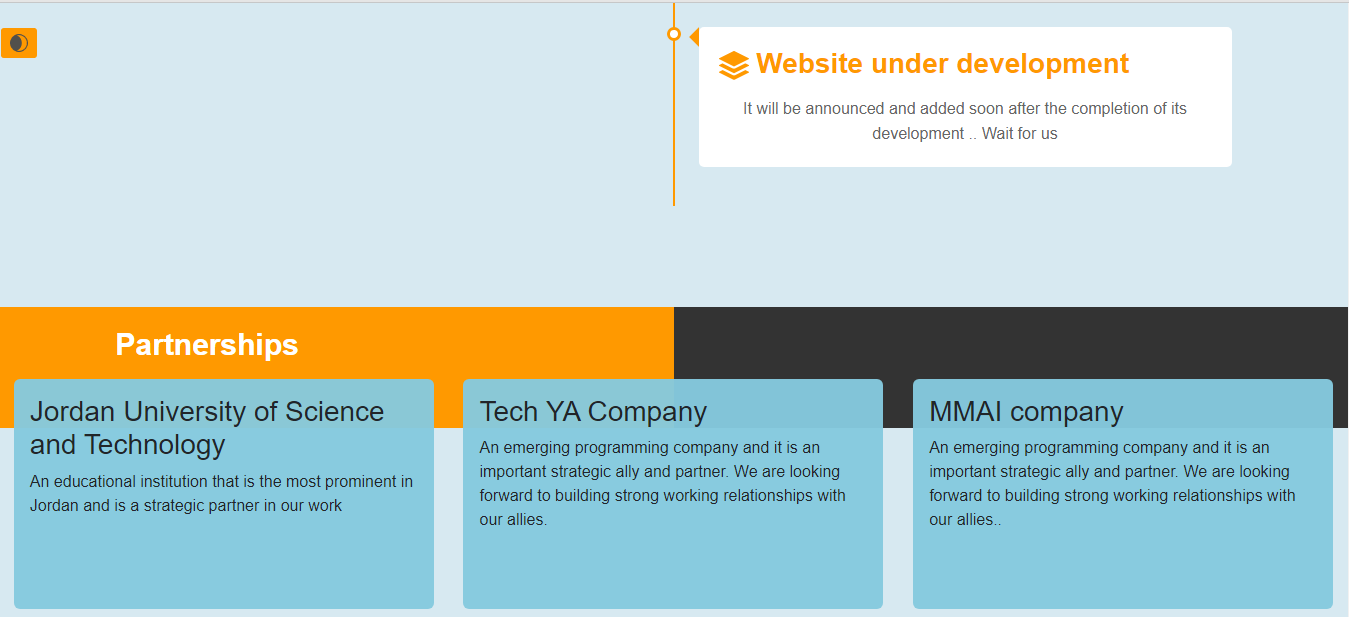 Website under development
It will be announced and added soon after the completion of its
development .. Wait for us
Partnerships
Jordan University of Science
and Technology
An educational institution that is the most prominent in
Jordan and is a strategic partner in our work
Tech YA Company
An emerging programming company and it is an
important strategic ally and partner. We are looking
forward to building strong working relationships with
our allies.
MMAI company
An emerging programming company and it is an
important strategic ally and partner. We are looking
forward to building strong working relationships with
our allies..